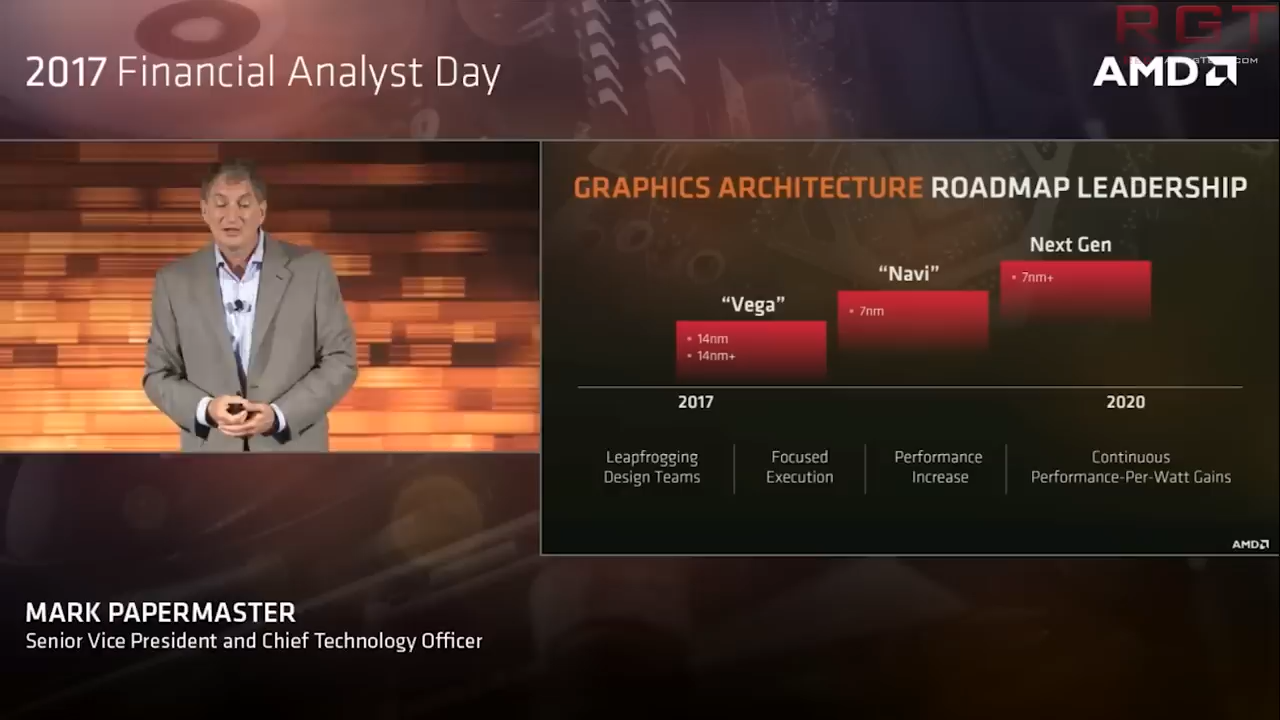 2017 Financial Analyst Day
RGT
AMD
GRAPHICS ARCHITECTURE ROADMAP LEADERSHIP
"Vega"
• 14nm
• 14nm+
"Navi"
• 7nm
Next Gen
• 7nm+
2017
2020
Leapfrogging
Design Teams
Focused
Execution
Performance
Increase
Continuous
Performance-Per-Watt Gains
AMD
MARK PAPERMASTER
Senior Vice President and Chief Technology Officer